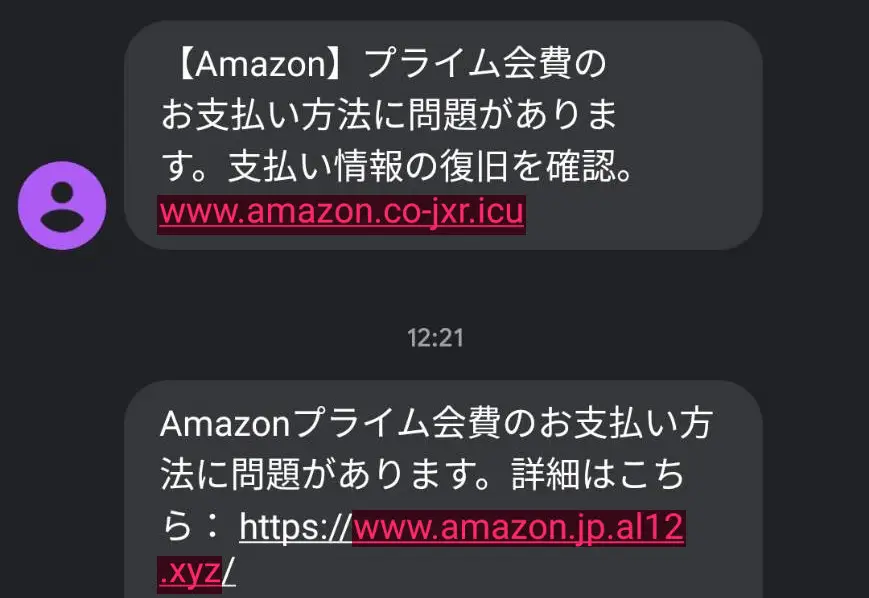 【Amazon】プライム会費の
お支払い方法に問題がありま
す。支払い情報の復旧を確認。
www.amazon.co-jxr.icu
12:21
Amazonプライム会費のお支払い方
法に問題があります。詳細はこち
ら： https://www.amazon.jp.al12
.xyz/